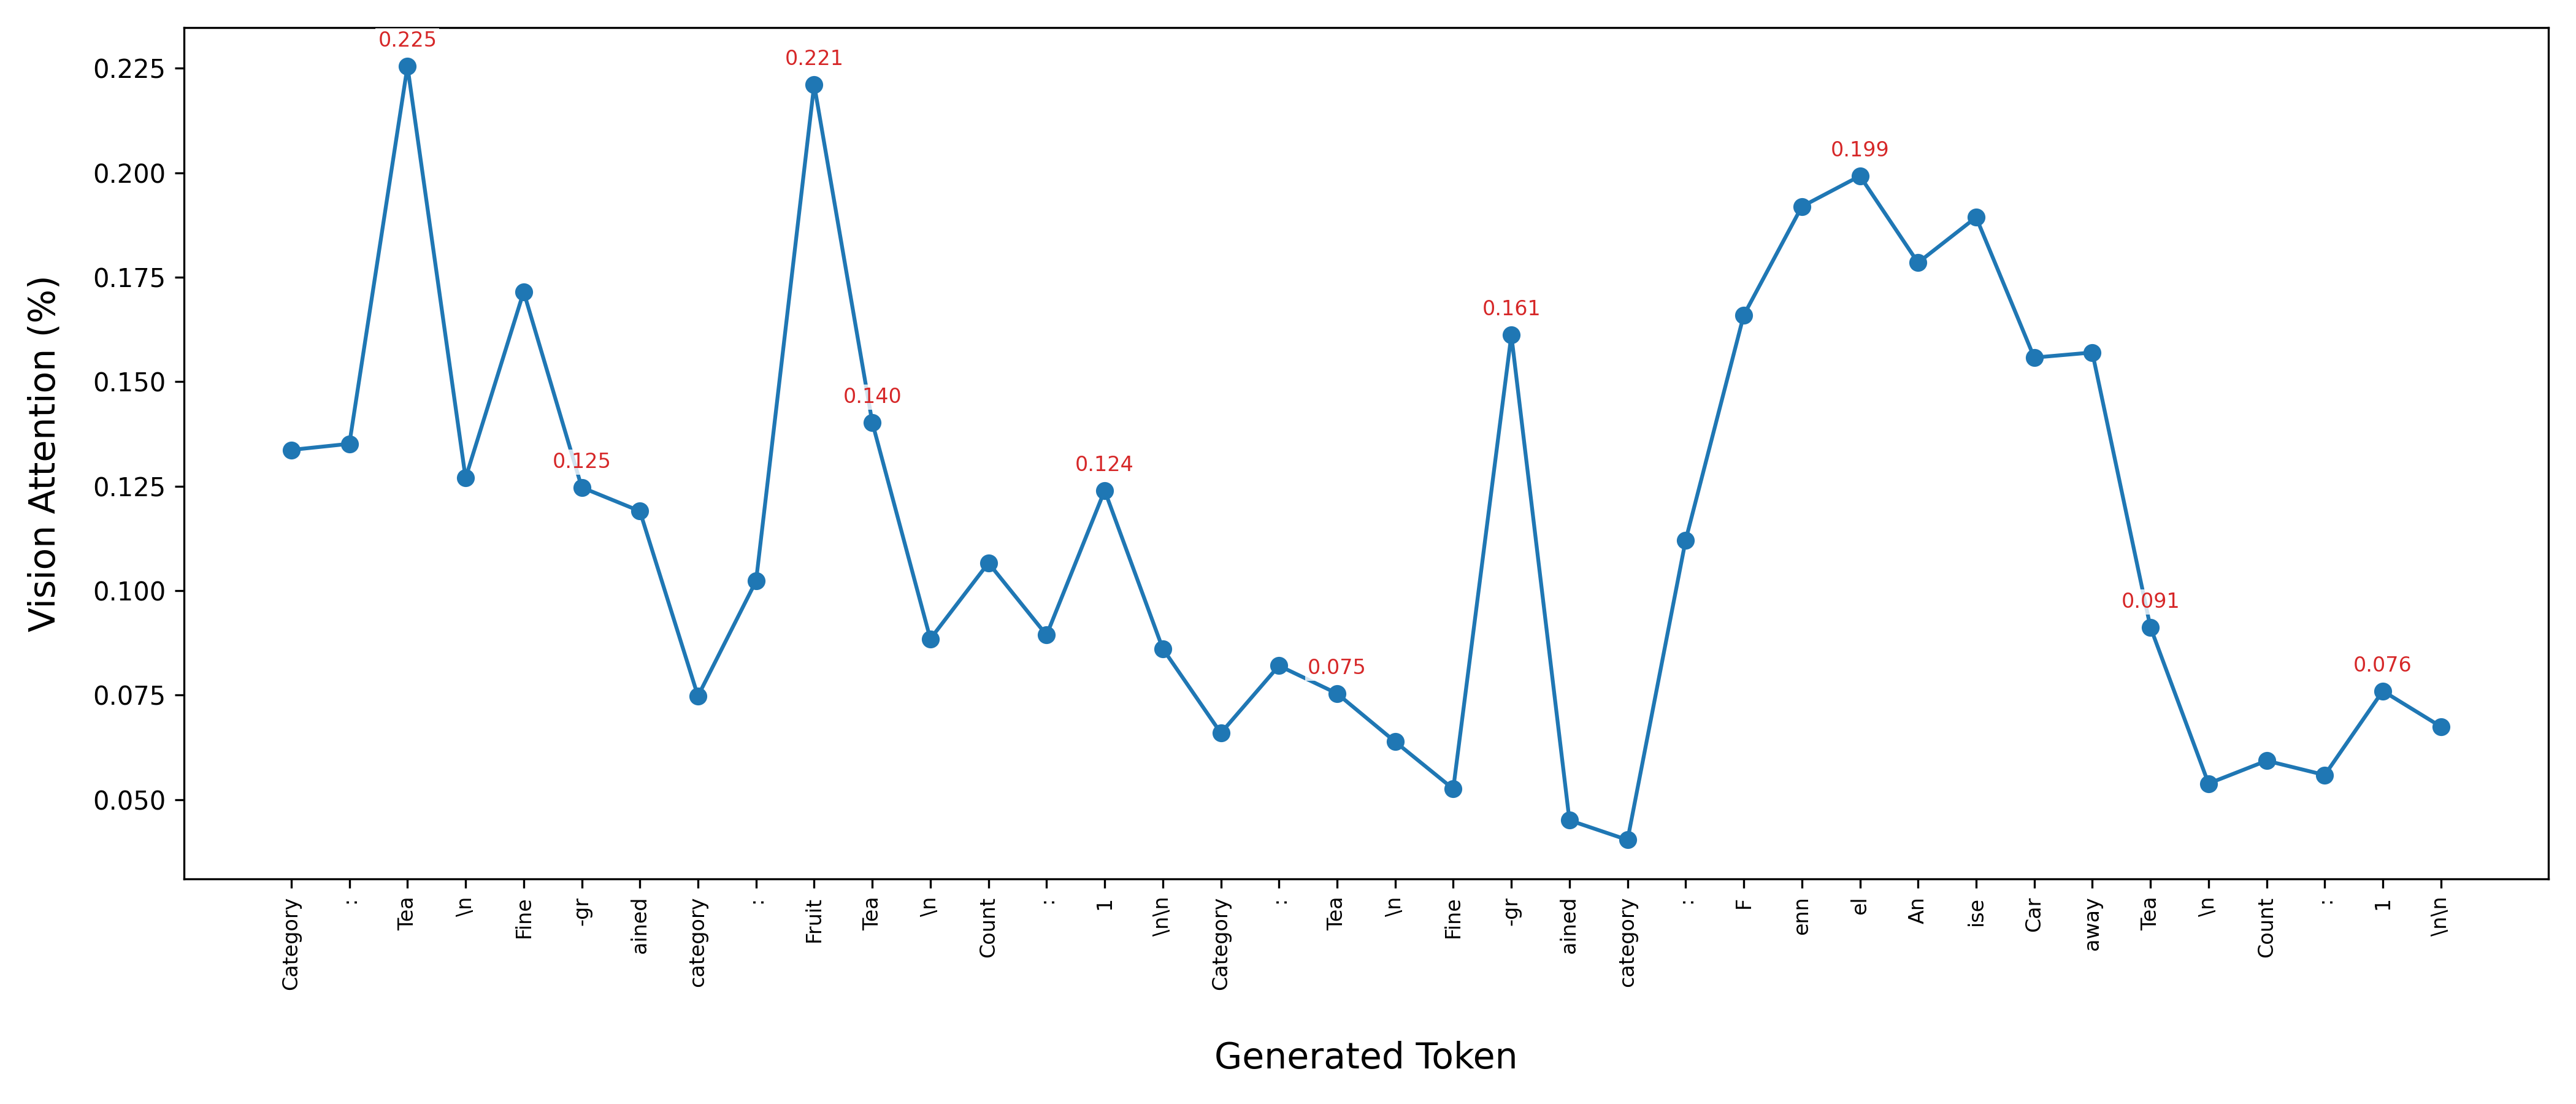 0.225
0.221
0.199
0.161
0.140
0.125
0.124
0.091
0.075
0.076
Vision Attention (%)
0.225
0.200
0.175
0.150
0.125
0.100
0.075
0.050
Category
:
Tea
\n
Fine
-gr
ained
category
:
Fruit
Tea
\n
Count
:
1
\n\n
Category
:
Tea
\n
Fine
-gr
ained
category
:
F
enn
el
An
ise
Car
away
Tea
\n
Count
:
1
\n\n
Generated Token